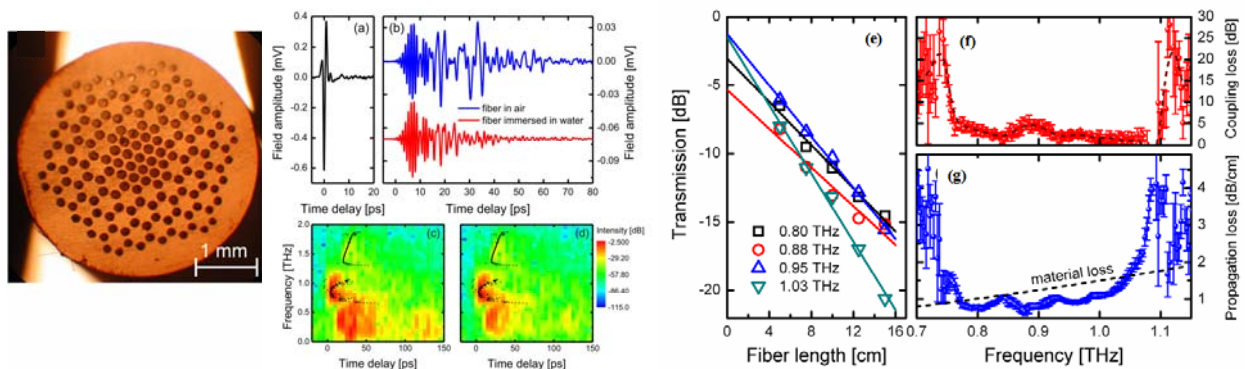 1 mm
(a)
Field amplitude [mV]
0.4
0.2
0.0
-0.2
-0.4
-0.6
0 20
Time delay [ps]
(b)
fiber in air
fiber immersed in water
0.03
0.00
-0.03
-0.06
-0.09
Field amplitude [mV]
0 10 20 30 40 50 60 70 80
Time delay [ps]
(c)
Frequency [THz]
2.0
1.5
1.0
0.5
0.0
0 50 150
Time delay [ps]
(d)
Intensity [dB]
-2.500
-29.20
-57.80
-86.40
-115.0
0 50 150
Time delay [ps]
(e)
Transmission [dB]
0
-5
-10
-15
-20
0.80 THz
0.88 THz
0.95 THz
1.03 THz
0 4 8 12 16
Fiber length [cm]
(f)
30
25
20
15
10
5
0
Coupling loss [dB]
(g)
material loss
4
3
2
1
Propagation loss [dB/cm]
0.7 0.8 0.9 1.0 1.1
Frequency [THz]